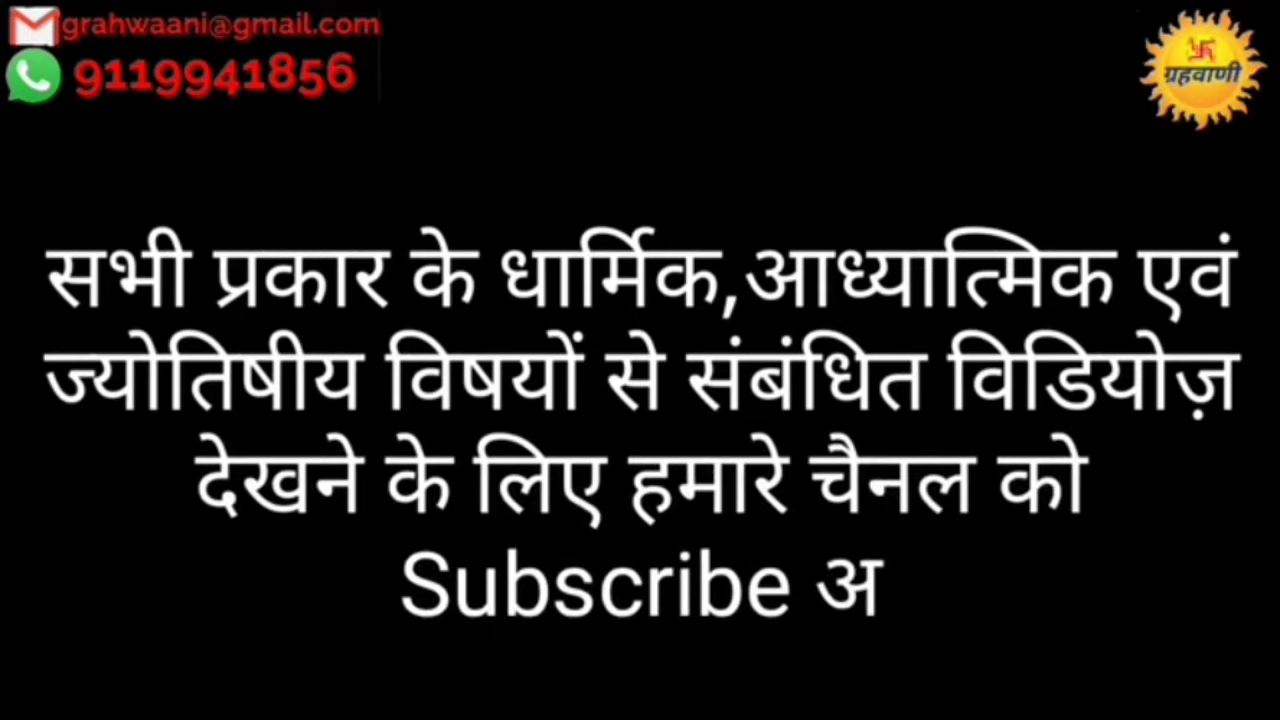 grahwaani@gmail.com
9119941856
ग्रहवाणी
सभी प्रकार के धार्मिक,आध्यात्मिक एवं
ज्योतिषीय विषयों से संबंधित विडियोज़
देखने के लिए हमारे चैनल को
Subscribe अ